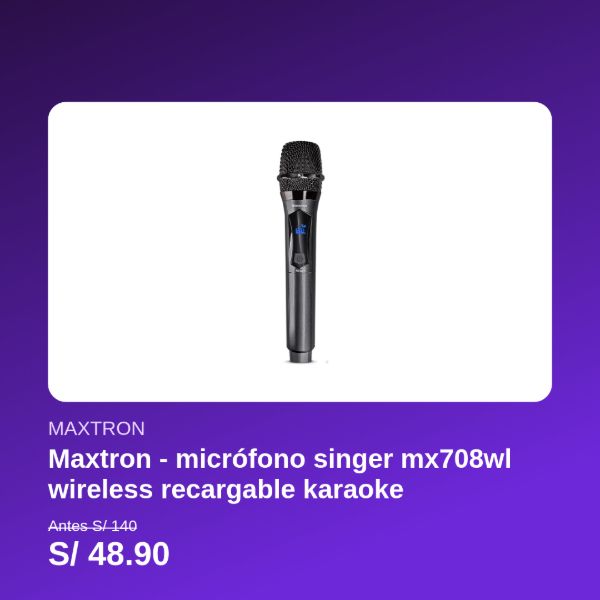 MAXTRON
Maxtron - micrófono singer mx708wl
wireless recargable karaoke
Antes S/ 140
S/ 48.90